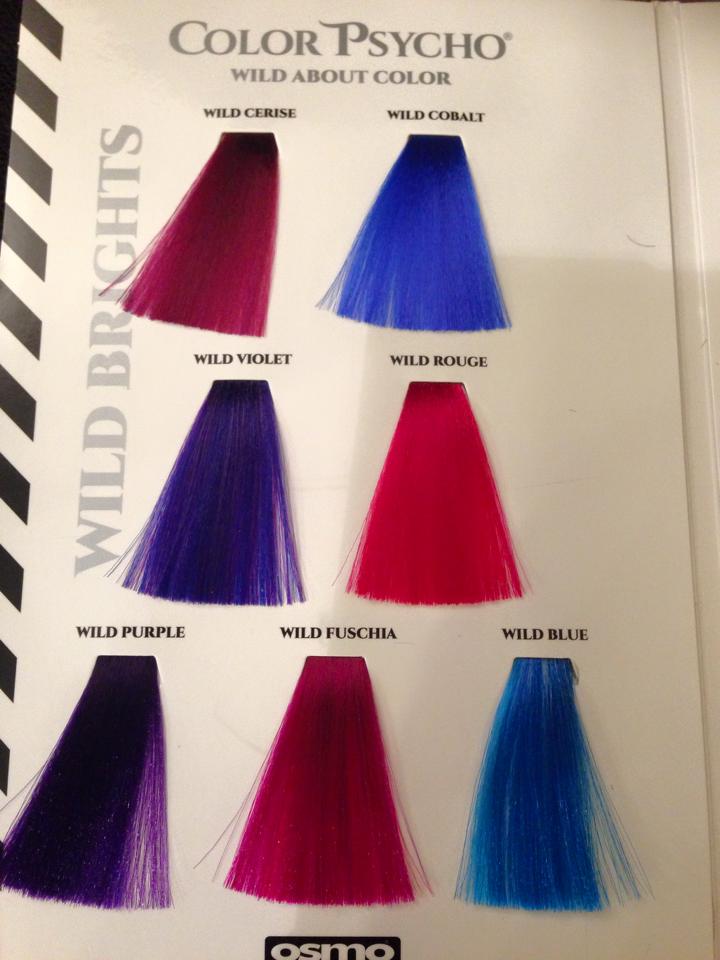 COLOR PSYCHO®
WILD ABOUT COLOR
WILD BRIGHTS
WILD CERISE
WILD COBALT
WILD VIOLET
WILD ROUGE
WILD PURPLE
WILD FUSCHIA
WILD BLUE
osmo